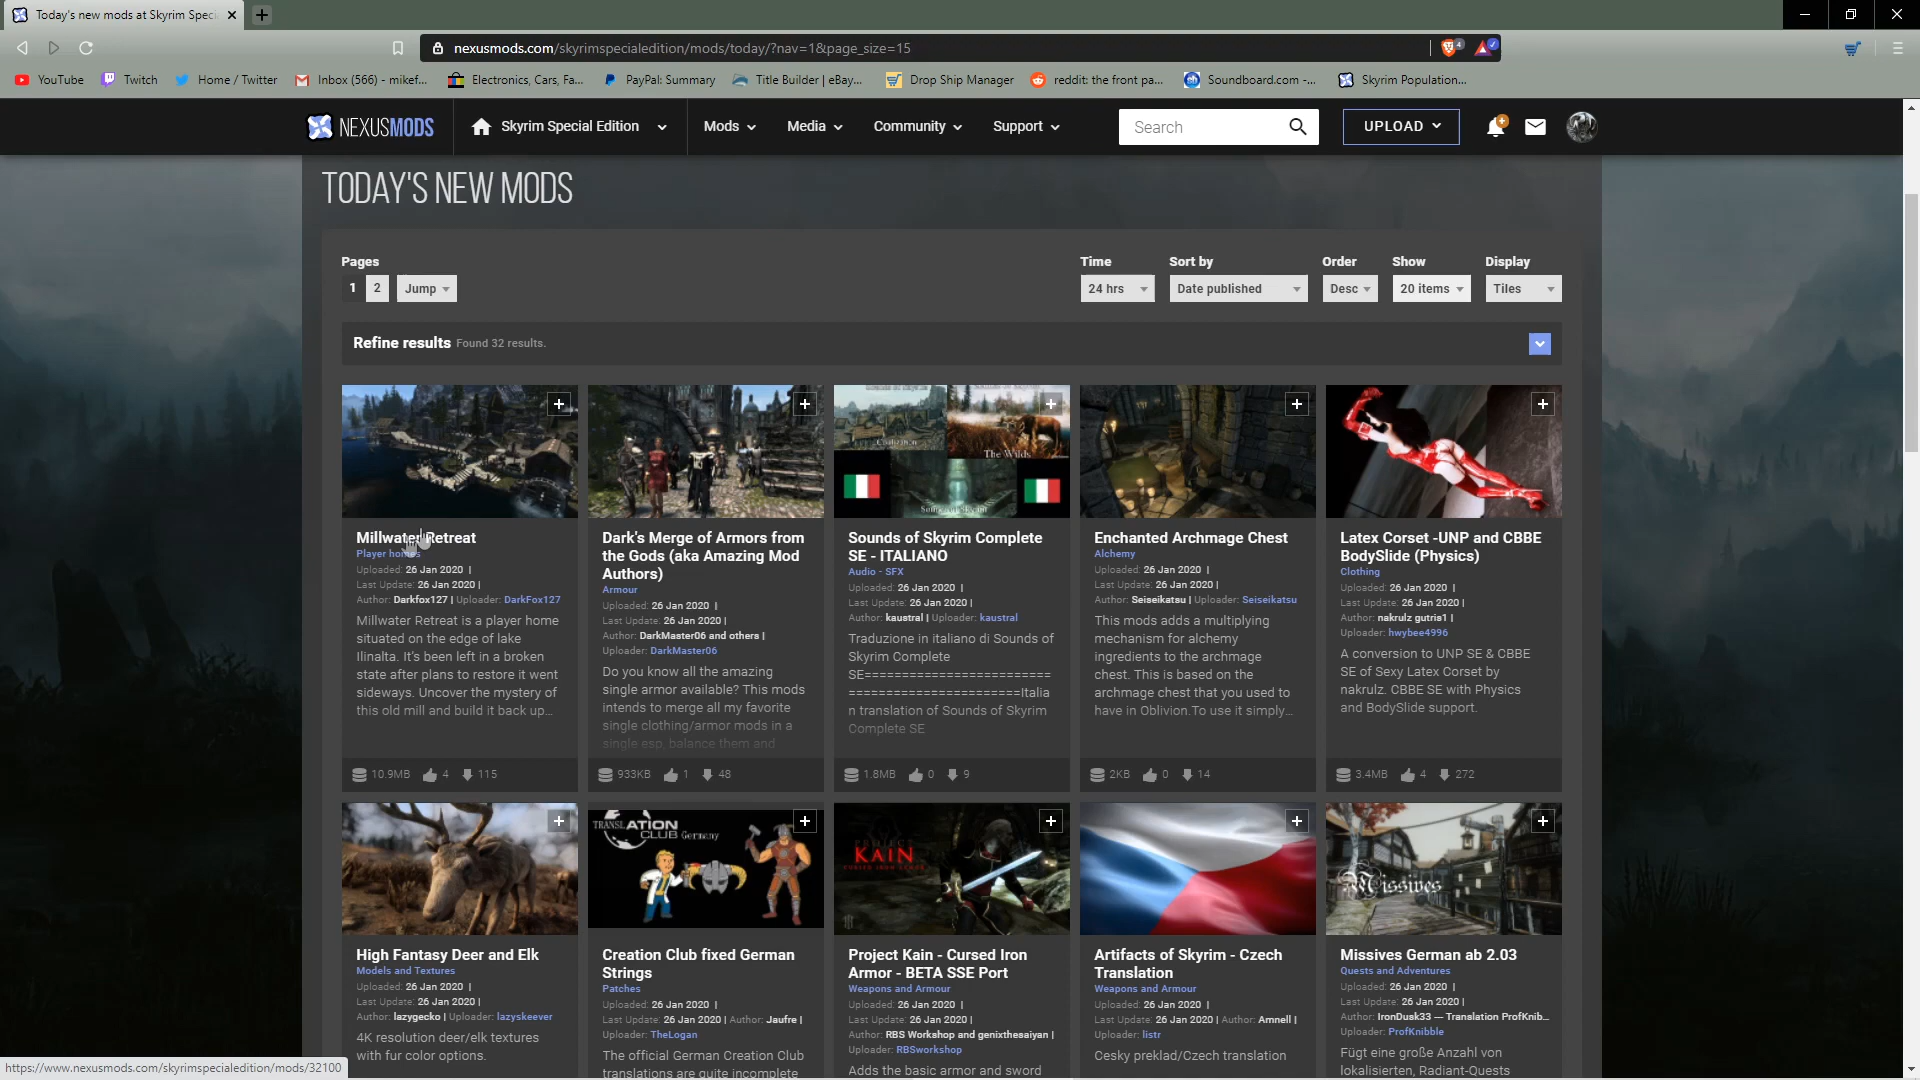 Today's new mods at Skyrim Speci
nexusmods.com/skyrimspecialedition/mods/today/?nav=1&page_size=15
YouTube Twitch Home / Twitter Inbox (566) - mikef... Electronics, Cars, Fa... PayPal: Summary Title Builder | eBay... Drop Ship Manager reddit: the front pa... Soundboard.com -... Skyrim Population...
NEXUSMODS Skyrim Special Edition Mods Media Community Support Search UPLOAD
TODAY'S NEW MODS
Pages
1 2 Jump
Time Sort by Order Show Display
24 hrs Date published Desc 20 items Tiles
Refine results Found 32 results.
Millwater Retreat
Player homes
Uploaded: 26 Jan 2020 |
Last Update: 26 Jan 2020 |
Author: Darkfox127 | Uploader: DarkFox127
Millwater Retreat is a player home
situated on the edge of lake
Ilinalta. It's been left in a broken
state after plans to restore it went
sideways. Uncover the mystery of
this old mill and build it back up...
10.9MB 4 115
Dark's Merge of Armors from
the Gods (aka Amazing Mod
Authors)
Armour
Uploaded: 26 Jan 2020 |
Last Update: 26 Jan 2020 |
Author: DarkMaster06 and others |
Uploader: DarkMaster06
Do you know all the amazing
single armor available? This mods
intends to merge all my favorite
single clothing/armor mods in a
single esp, balance them and
933KB 1 48
The Wilds
Sounds of Skyrim Complete
SE - ITALIANO
Audio - SFX
Uploaded: 26 Jan 2020 |
Last Update: 26 Jan 2020 |
Author: kaustral | Uploader: kaustral
Traduzione in italiano di Sounds of
Skyrim Complete
SE=========================
=======================Italia
n translation of Sounds of Skyrim
Complete SE
1.8MB 0 9
Enchanted Archmage Chest
Alchemy
Uploaded: 26 Jan 2020 |
Last Update: 26 Jan 2020 |
Author: Seiseikatsu | Uploader: Seiseikatsu
This mods adds a multiplying
mechanism for alchemy
ingredients to the archmage
chest. This is based on the
archmage chest that you used to
have in Oblivion.To use it simply...
2KB 0 14
Latex Corset -UNP and CBBE
BodySlide (Physics)
Clothing
Uploaded: 26 Jan 2020 |
Last Update: 26 Jan 2020 |
Author: nakrulz gutris1 |
Uploader: hwybee4996
A conversion to UNP SE & CBBE
SE of Sexy Latex Corset by
nakrulz. CBBE SE with Physics
and BodySlide support.
3.4MB 4 272
High Fantasy Deer and Elk
Models and Textures
Uploaded: 26 Jan 2020 |
Last Update: 26 Jan 2020 |
Author: lazygecko | Uploader: lazyskeever
4K resolution deer/elk textures
with fur color options.
TRANSLATION
CLUB Germany
Creation Club fixed German
Strings
Patches
Uploaded: 26 Jan 2020 |
Last Update: 26 Jan 2020 | Author: Jaufre |
Uploader: TheLogan
The official German Creation Club
translations are quite incomplete
PROJECT
KAIN
CURSED IRON ARMOR
Project Kain - Cursed Iron
Armor - BETA SSE Port
Weapons and Armour
Uploaded: 26 Jan 2020 |
Last Update: 26 Jan 2020 |
Author: RBS Workshop and genixthesaiyan |
Uploader: RBSworkshop
Adds the basic armor and sword
Artifacts of Skyrim - Czech
Translation
Weapons and Armour
Uploaded: 26 Jan 2020 |
Last Update: 26 Jan 2020 | Author: Amnell |
Uploader: listr
Cesky preklad/Czech translation
Missives
Missives German ab 2.03
Quests and Adventures
Uploaded: 26 Jan 2020 |
Last Update: 26 Jan 2020 |
Author: IronDusk33 — Translation ProfKnib...
Uploader: ProfKnibble
Fügt eine große Anzahl von
lokalisierten, Radiant-Quests
https://www.nexusmods.com/skyrimspecialedition/mods/32100